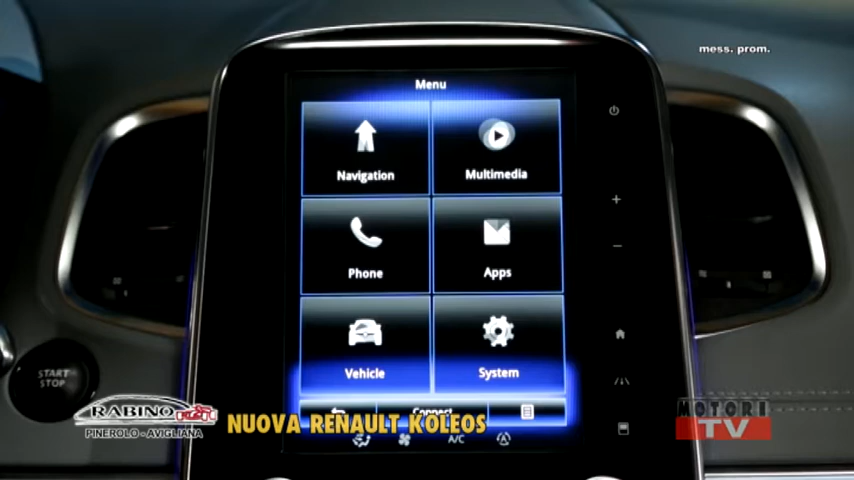 mess. prom.
Menu
Navigation
Multimedia
Phone
Apps
Vehicle
System
Connect
A/C
START
STOP
RABINO
PINEROLO - AVIGLIANA
NUOVA RENAULT KOLEOS
MOTORI
TV